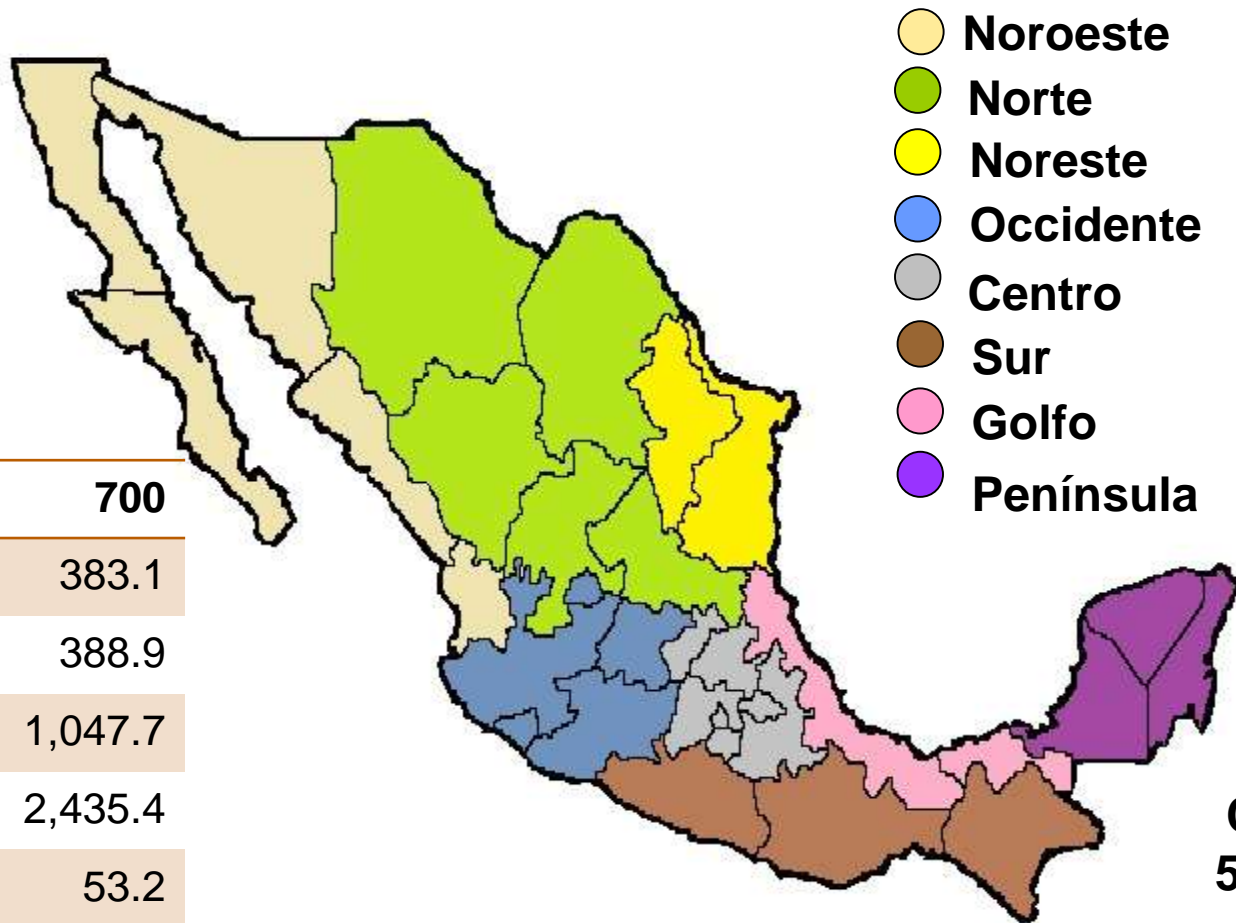 Noroeste
Norte
Noreste
Occidente
Centro
Sur
Golfo
Península
700
383.1
388.9
1,047.7
2,435.4
53.2
5